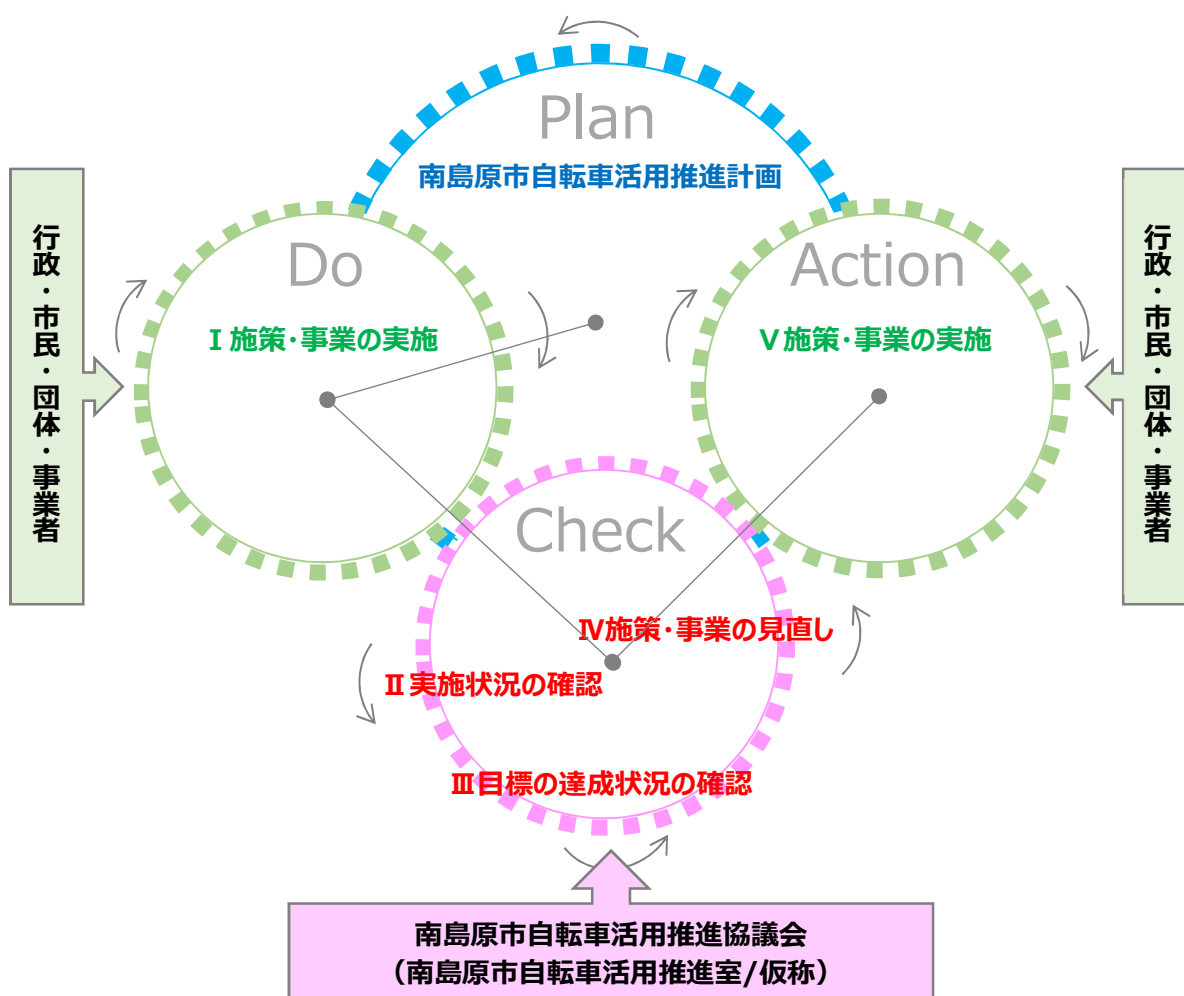 Plan
南島原市自転車活用推進計画
Do
Ⅰ施策・事業の実施
Action
Ⅴ施策・事業の実施
行政・市民・団体・事業者
行政・市民・団体・事業者
Check
Ⅳ施策・事業の見直し
Ⅱ実施状況の確認
Ⅲ目標の達成状況の確認
南島原市自転車活用推進協議会
（南島原市自転車活用推進室/仮称）